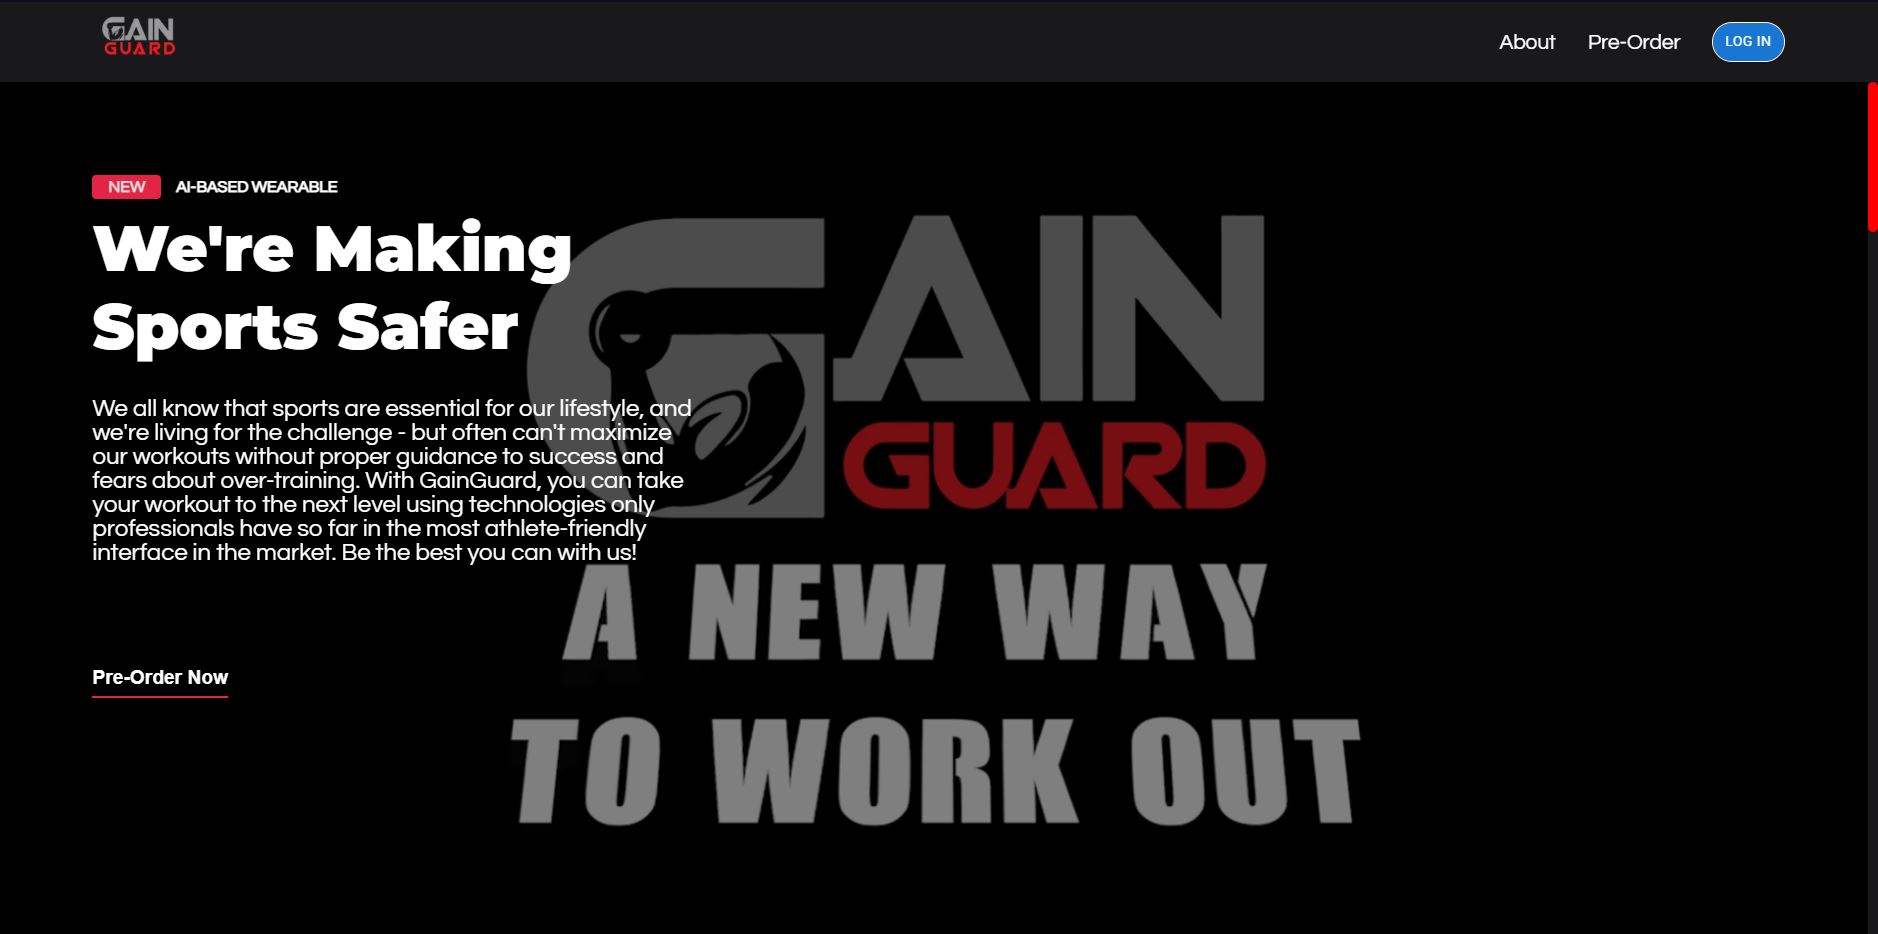 GAIN
GUARD
About
Pre-Order
LOG IN
NEW
AI-BASED WEARABLE
We're Making
Sports Safer
We all know that sports are essential for our lifestyle, and
we're living for the challenge - but often can't maximize
our workouts without proper guidance to success and
fears about over-training. With GainGuard, you can take
your workout to the next level using technologies only
professionals have so far in the most athlete-friendly
interface in the market. Be the best you can with us!
Pre-Order Now
GAIN
GUARD
A NEW WAY
TO WORK OUT